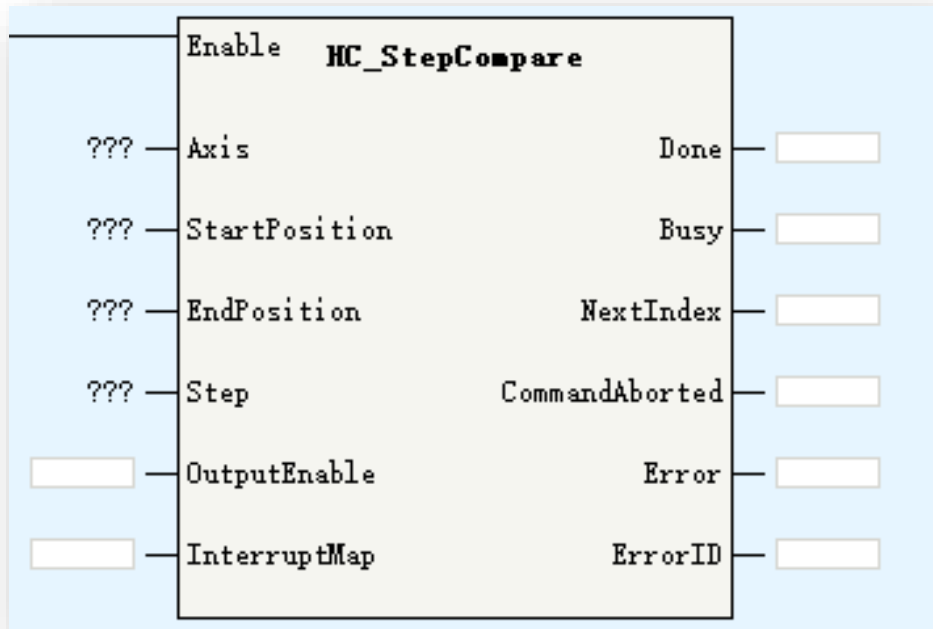 Enable HC_StepCompare
??? Axis Done
??? StartPosition Busy
??? EndPosition NextIndex
??? Step CommandAborted
OutputEnable Error
InterruptMap ErrorID